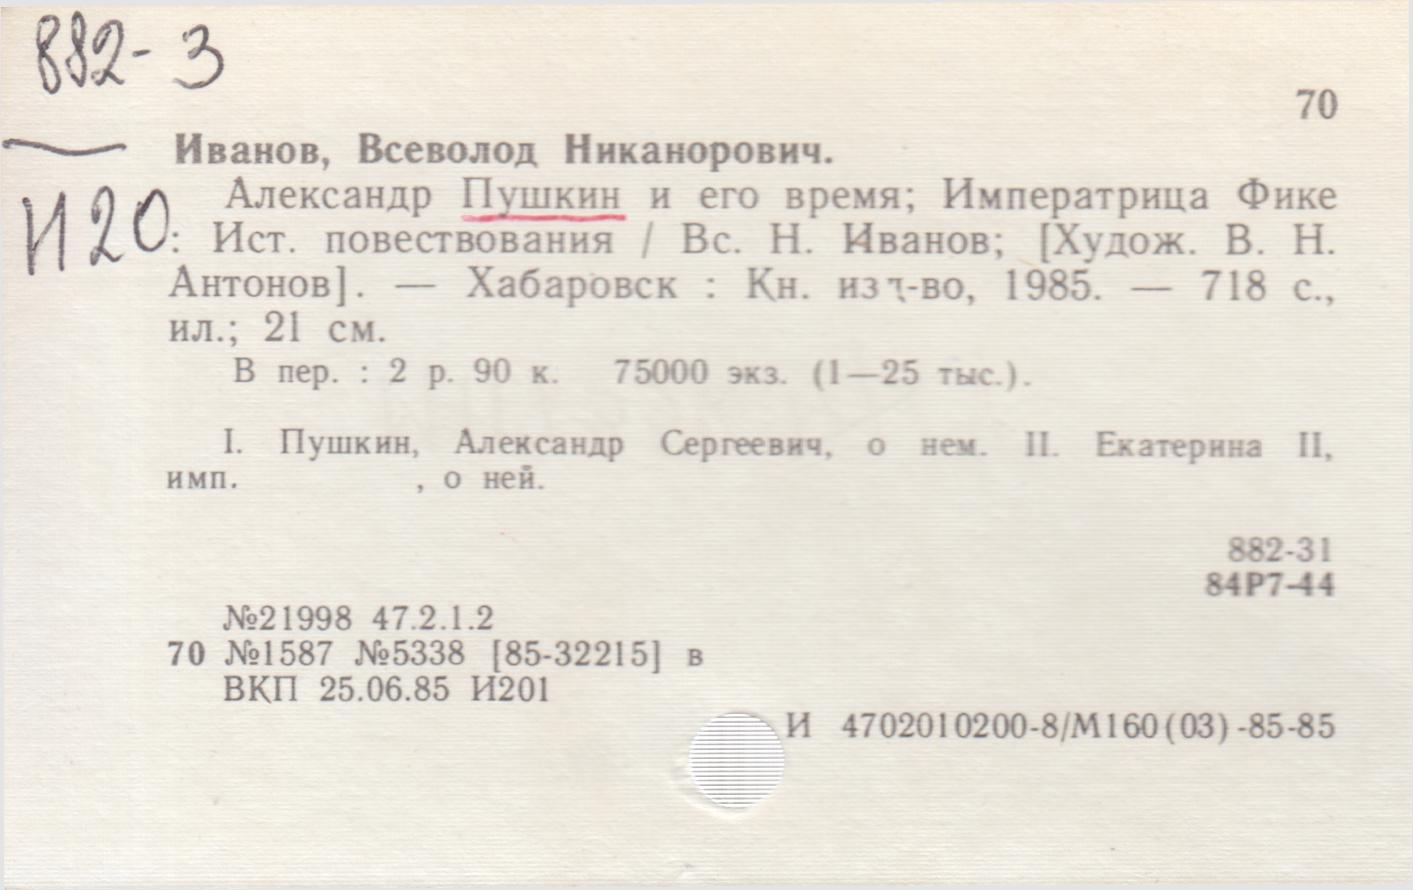 882-3
70
Иванов, Всеволод Никанорович.
Александр Пушкин и его время; Императрица Фике
И20
: Ист. повествования / Вс. Н. Иванов; [Худож. В. Н.
Антонов]. — Хабаровск : Кн. изд-во, 1985. — 718 с.,
ил.; 21 см.
В пер. : 2 р. 90 к. 75000 экз. (1—25 тыс.).
I. Пушкин, Александр Сергеевич, о нем. II. Екатерина II,
имп. , о ней.
882-31
84Р7-44
№21998 47.2.1.2
70 №1587 №5338 [85-32215] в
ВКП 25.06.85 И201
И 4702010200-8/М160(03)-85-85